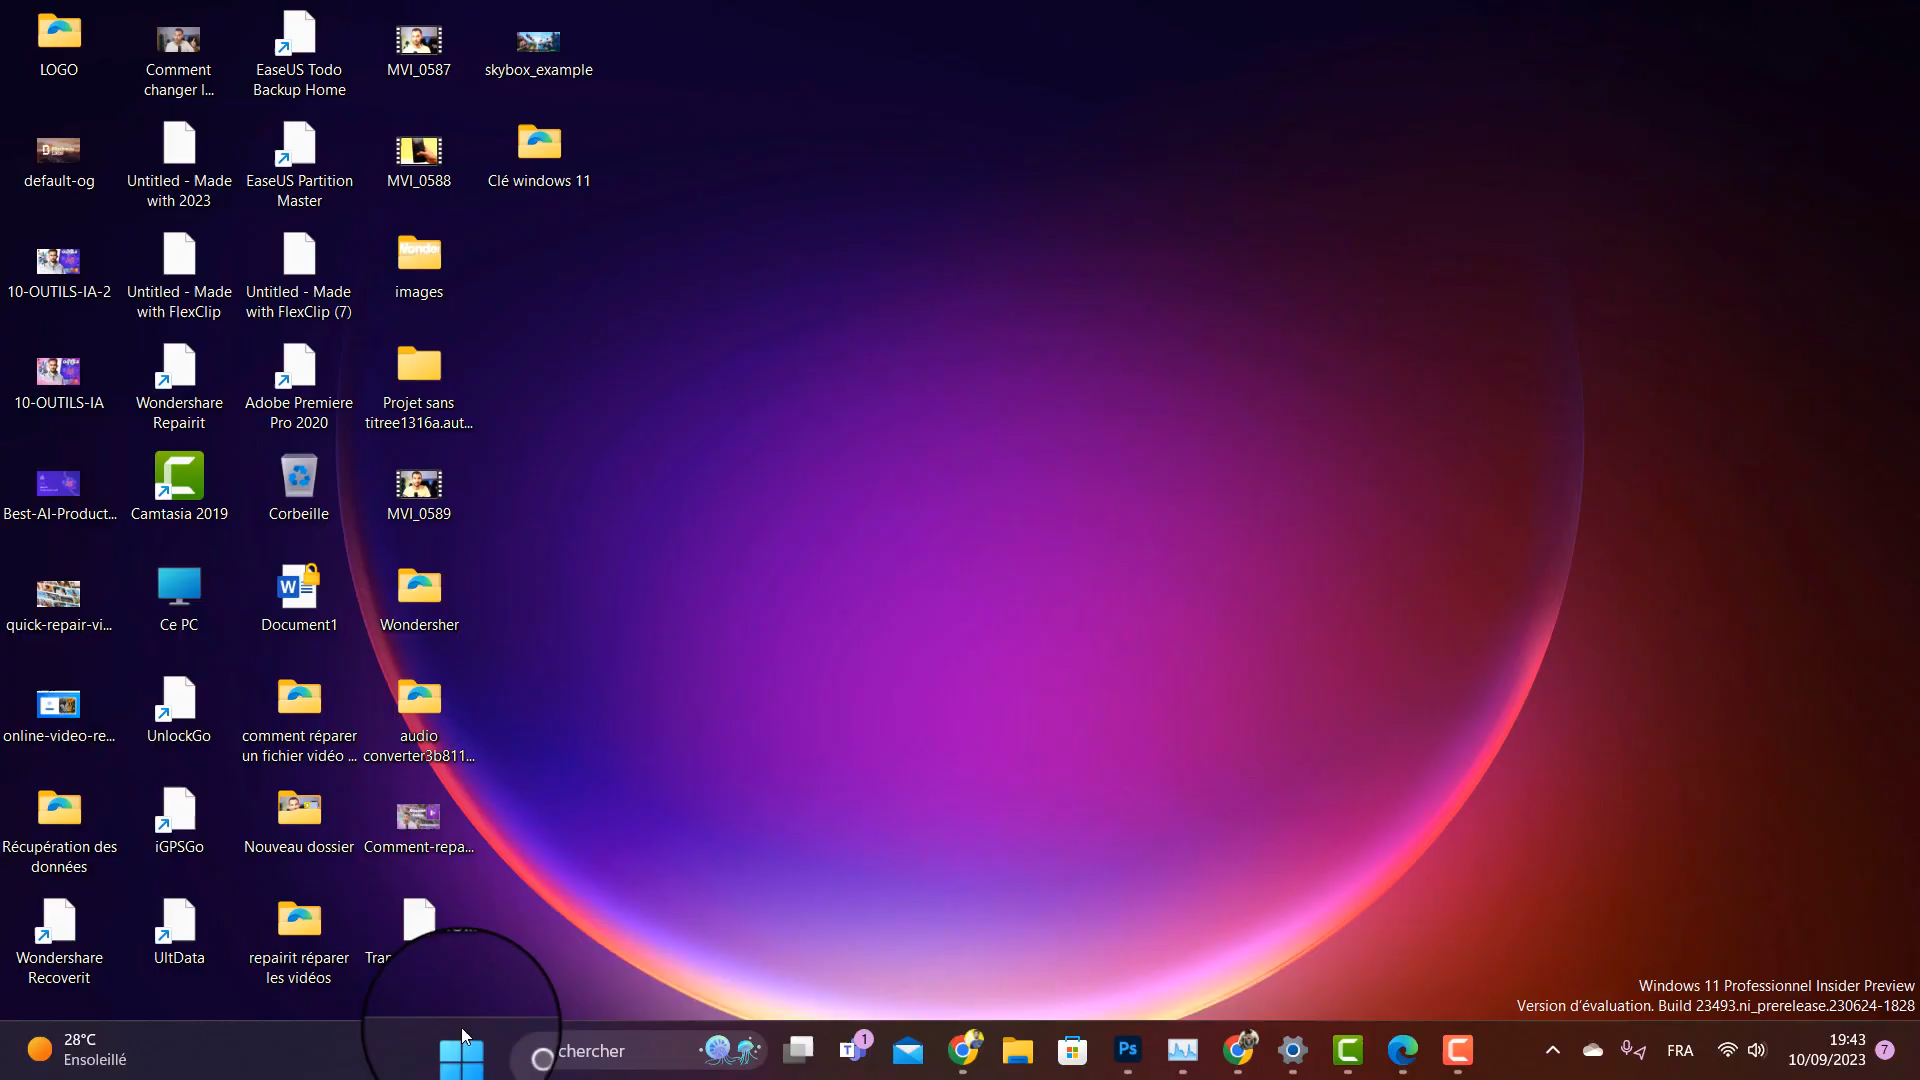 LOGO
Comment
changer l...
EaseUS Todo
Backup Home
MVI_0587
skybox_example
default-og
Untitled - Made
with 2023
EaseUS Partition
Master
MVI_0588
Clé windows 11
10-OUTILS-IA-2
Untitled - Made
with FlexClip
Untitled - Made
with FlexClip (7)
images
10-OUTILS-IA
Wondershare
Repairit
Adobe Premiere
Pro 2020
Projet sans
titree1316a.aut...
Best-AI-Product...
Camtasia 2019
Corbeille
MVI_0589
quick-repair-vi...
Ce PC
Document1
Wondersher
online-video-re...
UnlockGo
comment réparer
un fichier vidéo ...
audio
converter3b811...
Récupération des
données
iGPSGo
Nouveau dossier
Comment-repa...
Wondershare
Recoverit
UltData
repairit réparer
les vidéos
Windows 11 Professionnel Insider Preview
Version d'évaluation. Build 23493.ni_prerelease.230624-1828
28°C
Ensoleillé
chercher
1
Ps
FRA
19:43
10/09/2023
7